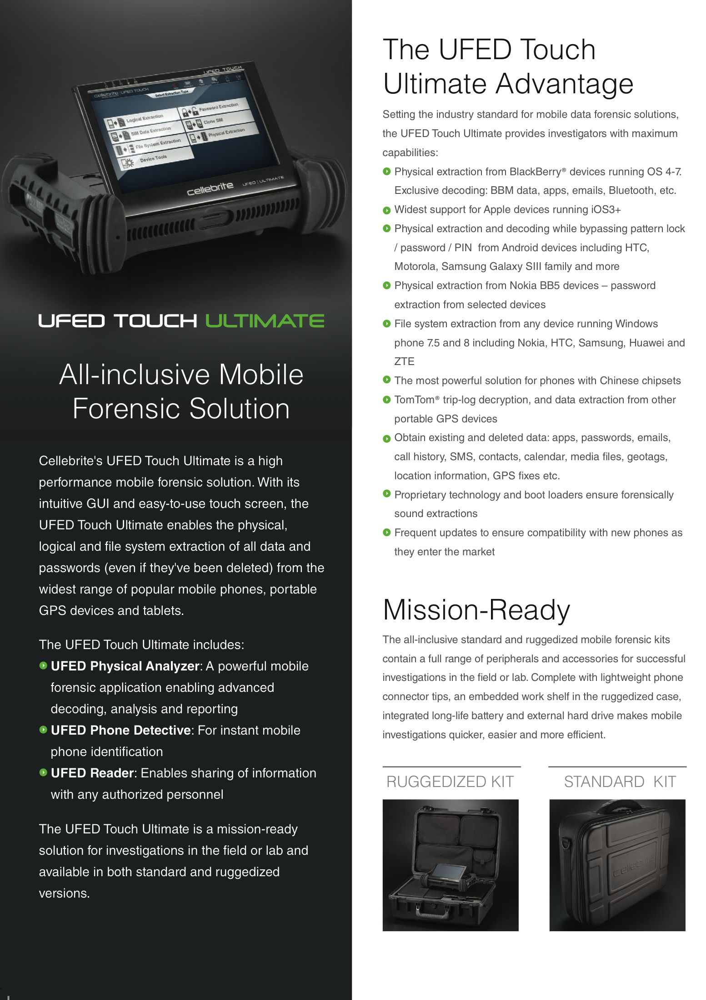 UFED TOUCH
cellebrite UFED TOUCH
Select Extraction Type
Logical Extraction
Password Extraction
SIM Data Extraction
Clone SIM
File System Extraction
Physical Extraction
Device Tools
cellebrite UFED | ULTIMATE
UFED TOUCH ULTIMATE
All-inclusive Mobile
Forensic Solution
Cellebrite's UFED Touch Ultimate is a high
performance mobile forensic solution. With its
intuitive GUI and easy-to-use touch screen, the
UFED Touch Ultimate enables the physical,
logical and file system extraction of all data and
passwords (even if they've been deleted) from the
widest range of popular mobile phones, portable
GPS devices and tablets.
The UFED Touch Ultimate includes:
UFED Physical Analyzer: A powerful mobile
forensic application enabling advanced
decoding, analysis and reporting
UFED Phone Detective: For instant mobile
phone identification
UFED Reader: Enables sharing of information
with any authorized personnel
The UFED Touch Ultimate is a mission-ready
solution for investigations in the field or lab and
available in both standard and ruggedized
versions.
The UFED Touch
Ultimate Advantage
Setting the industry standard for mobile data forensic solutions,
the UFED Touch Ultimate provides investigators with maximum
capabilities:
Physical extraction from BlackBerry® devices running OS 4-7.
Exclusive decoding: BBM data, apps, emails, Bluetooth, etc.
Widest support for Apple devices running iOS3+
Physical extraction and decoding while bypassing pattern lock
/ password / PIN from Android devices including HTC,
Motorola, Samsung Galaxy SIII family and more
Physical extraction from Nokia BB5 devices – password
extraction from selected devices
File system extraction from any device running Windows
phone 7.5 and 8 including Nokia, HTC, Samsung, Huawei and
ZTE
The most powerful solution for phones with Chinese chipsets
TomTom® trip-log decryption, and data extraction from other
portable GPS devices
Obtain existing and deleted data: apps, passwords, emails,
call history, SMS, contacts, calendar, media files, geotags,
location information, GPS fixes etc.
Proprietary technology and boot loaders ensure forensically
sound extractions
Frequent updates to ensure compatibility with new phones as
they enter the market
Mission-Ready
The all-inclusive standard and ruggedized mobile forensic kits
contain a full range of peripherals and accessories for successful
investigations in the field or lab. Complete with lightweight phone
connector tips, an embedded work shelf in the ruggedized case,
integrated long-life battery and external hard drive makes mobile
investigations quicker, easier and more efficient.
RUGGEDIZED KIT
STANDARD KIT
cellebrite